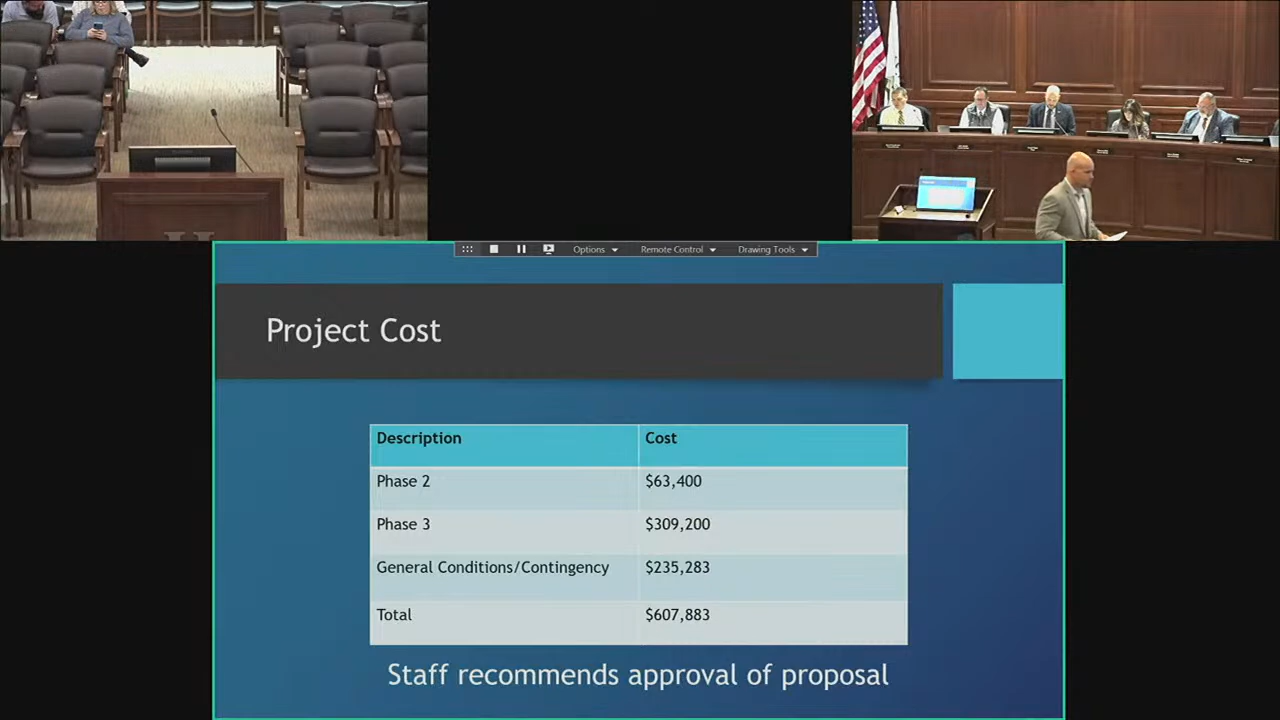 Options
Remote Control
Drawing Tools
Project Cost
Description Cost
Phase 2 $63,400
Phase 3 $309,200
General Conditions/Contingency $235,283
Total $607,883
Staff recommends approval of proposal